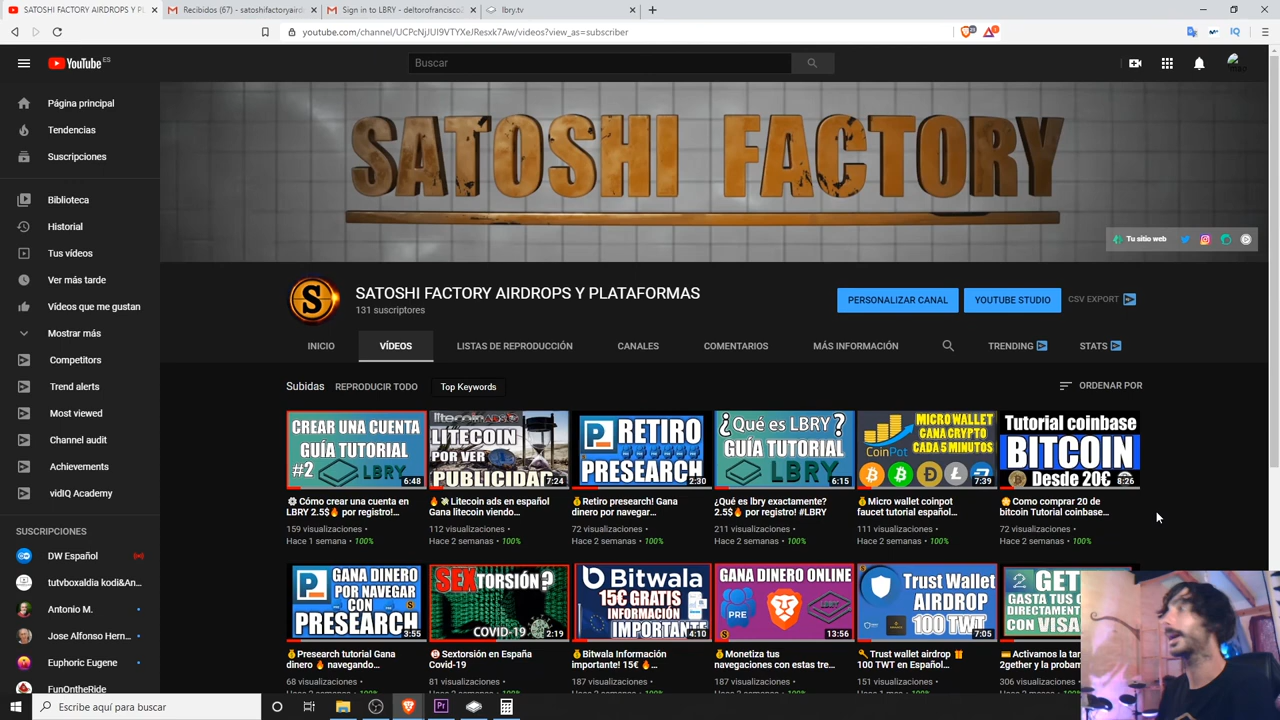 SATOSHI FACTORY AIRDROPS Y PL
Recibidos (67) - satoshifactoryaird
Sign in to LBRY - deltorofrancisco
lbry.tv
youtube.com/channel/UCPcNjJUI9VTYXeJResxk7Aw/videos?view_as=subscriber
YouTube ES
Buscar
Página principal
Tendencias
Suscripciones
Biblioteca
Historial
Tus vídeos
Ver más tarde
Vídeos que me gustan
Mostrar más
Competitors
Trend alerts
Most viewed
Channel audit
Achievements
vidIQ Academy
SUSCRIPCIONES
DW Español
tutvboxaldia kodi&An...
Antonio M.
Jose Alfonso Hern...
Euphoric Eugene
FunOntheRide
SATOSHI FACTORY
Tu sitio web
SATOSHI FACTORY AIRDROPS Y PLATAFORMAS
131 suscriptores
PERSONALIZAR CANAL
YOUTUBE STUDIO
CSV EXPORT
INICIO
VÍDEOS
LISTAS DE REPRODUCCIÓN
CANALES
COMENTARIOS
MÁS INFORMACIÓN
TRENDING
STATS
Subidas
REPRODUCIR TODO
Top Keywords
ORDENAR POR
CREAR UNA CUENTA
GUÍA TUTORIAL
#2 LBRY
6:48
Cómo crear una cuenta en
LBRY 2.5$ por registro!...
159 visualizaciones •
Hace 1 semana • 100%
litecoin ADS
LITECOIN
POR VER
PUBLICIDAD
7:24
Litecoin ads en español
Gana litecoin viendo...
112 visualizaciones •
Hace 2 semanas • 100%
RETIRO
PRESEARCH
2:30
Retiro presearch! Gana
dinero por navegar...
72 visualizaciones •
Hace 2 semanas • 100%
¿Qué es LBRY?
GUÍA TUTORIAL
LBRY
6:15
¿Qué es lbry exactamente?
2.5$ por registro! #LBRY
211 visualizaciones •
Hace 2 semanas • 100%
MICRO WALLET
GANA CRYPTO
CADA 5 MINUTOS
CoinPot
7:39
Micro wallet coinpot
faucet tutorial español...
111 visualizaciones •
Hace 2 semanas • 100%
Tutorial coinbase
BITCOIN
Desde 20€
8:26
Como comprar 20 de
bitcoin Tutorial coinbase...
72 visualizaciones •
Hace 2 semanas • 100%
GANA DINERO
POR NAVEGAR
CON
PRESEARCH
3:55
Presearch tutorial Gana
dinero navegando...
68 visualizaciones •
SEXTORSIÓN?
COVID-19
2:19
Sextorsión en España
Covid-19
81 visualizaciones •
Bitwala
15€ GRATIS
INFORMACIÓN
IMPORTANTE
4:10
Bitwala Información
importante! 15€
187 visualizaciones •
GANA DINERO ONLINE
PRE
LBRY
13:56
Monetiza tus
navegaciones con estas tre...
187 visualizaciones •
Trust Wallet
AIRDROP
100 TWT
7:05
Trust wallet airdrop
100 TWT en Español...
151 visualizaciones •
GET
GASTA TUS
DIRECTAMEN
CON VISA
Activamos la tar
2gether y la probam
306 visualizaciones
Escribe aquí para buscar